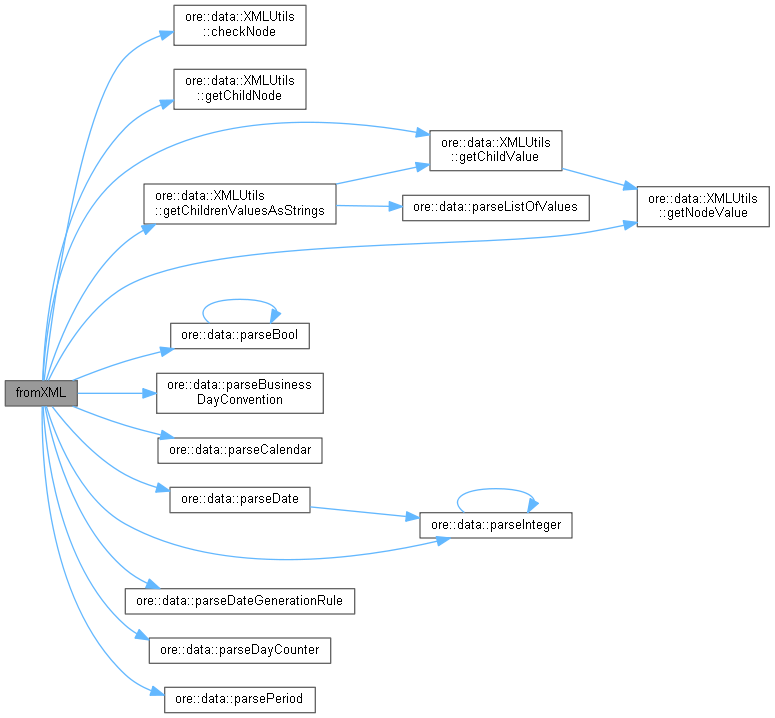 ore::data::XMLUtils
::checkNode
ore::data::XMLUtils
::getChildNode
ore::data::XMLUtils
::getChildValue
ore::data::XMLUtils
::getChildrenValuesAsStrings
ore::data::parseListOfValues
ore::data::XMLUtils
::getNodeValue
ore::data::parseBool
fromXML
ore::data::parseBusiness
DayConvention
ore::data::parseCalendar
ore::data::parseDate
ore::data::parseInteger
ore::data::parseDateGenerationRule
ore::data::parseDayCounter
ore::data::parsePeriod